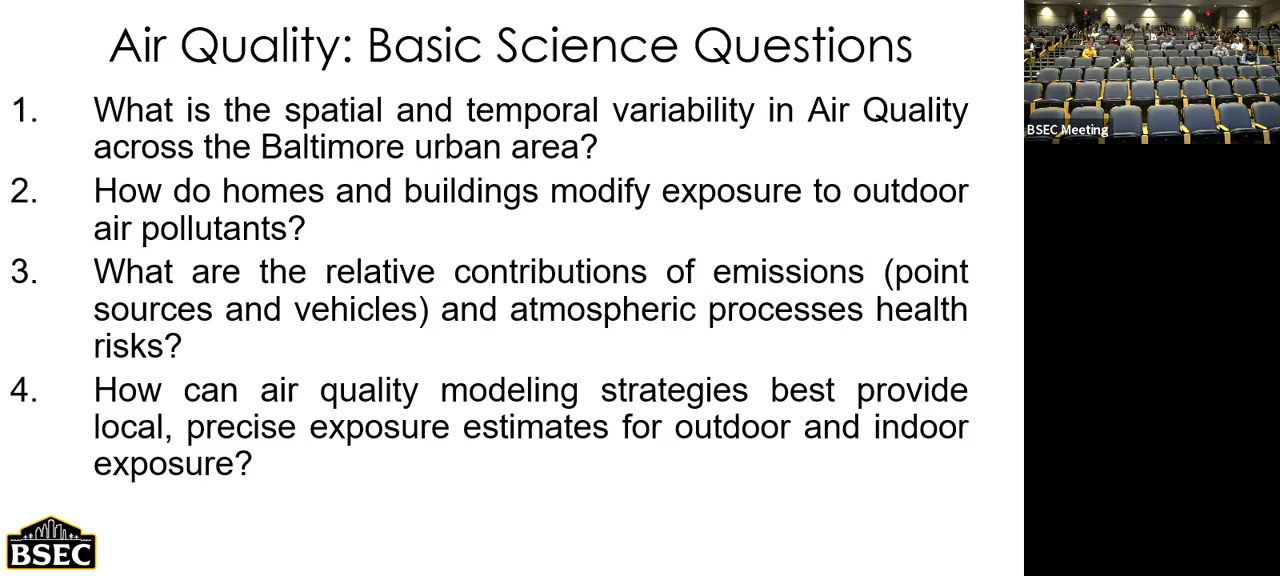 Air Quality: Basic Science Questions
1. What is the spatial and temporal variability in Air Quality
across the Baltimore urban area?
2. How do homes and buildings modify exposure to outdoor
air pollutants?
3. What are the relative contributions of emissions (point
sources and vehicles) and atmospheric processes health
risks?
4. How can air quality modeling strategies best provide
local, precise exposure estimates for outdoor and indoor
exposure?
BSEC
BSEC Meeting